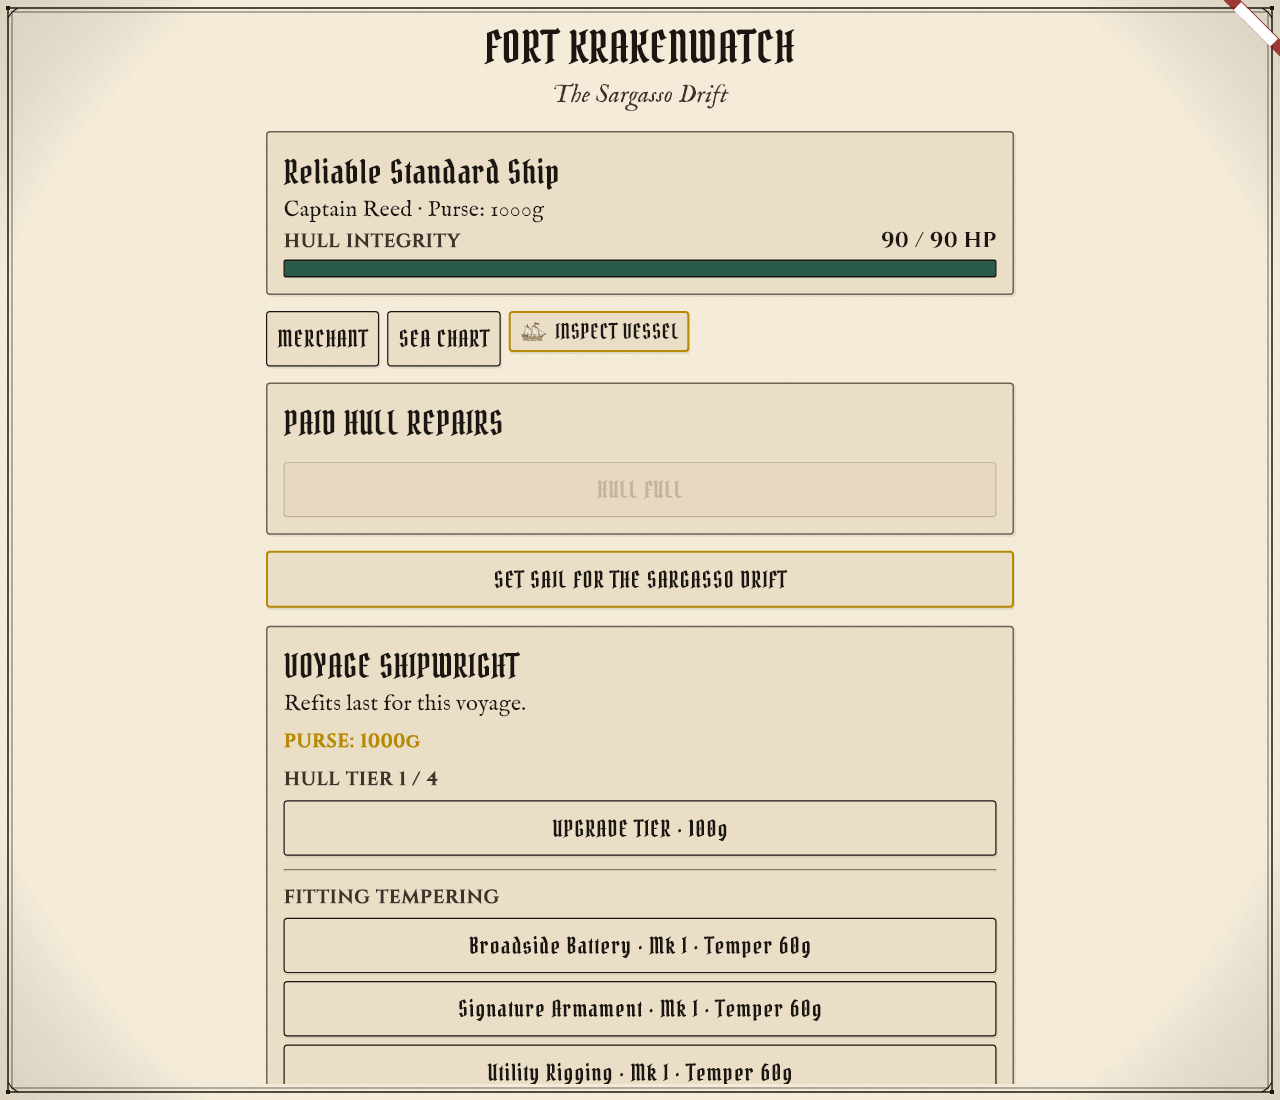 FORT KRAKENWATCH
The Sargasso Drift
Reliable Standard Ship
Captain Reed · Purse: 1000g
HULL INTEGRITY 90 / 90 HP
MERCHANT SEA CHART INSPECT VESSEL
PAID HULL REPAIRS
HULL FULL
SET SAIL FOR THE SARGASSO DRIFT
VOYAGE SHIPWRIGHT
Refits last for this voyage.
PURSE: 1000G
HULL TIER 1 / 4
UPGRADE TIER · 100g
FITTING TEMPERING
Broadside Battery · Mk I · Temper 60g
Signature Armament · Mk I · Temper 60g
Utility Rigging · Mk I · Temper 60g